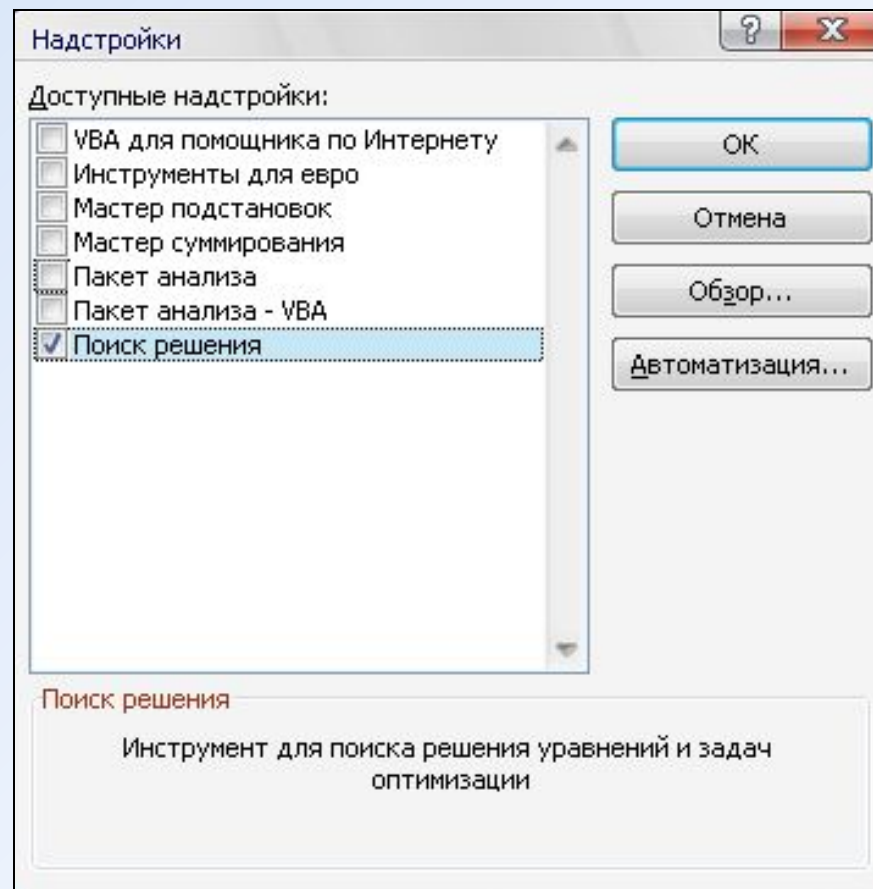 Надстройки
Доступные надстройки:
VBA для помощника по Интернету
Инструменты для евро
Мастер подстановок
Мастер суммирования
Пакет анализа
Пакет анализа - VBA
Поиск решения
ОК
Отмена
Обзор...
Автоматизация...
Поиск решения
Инструмент для поиска решения уравнений и задач
оптимизации